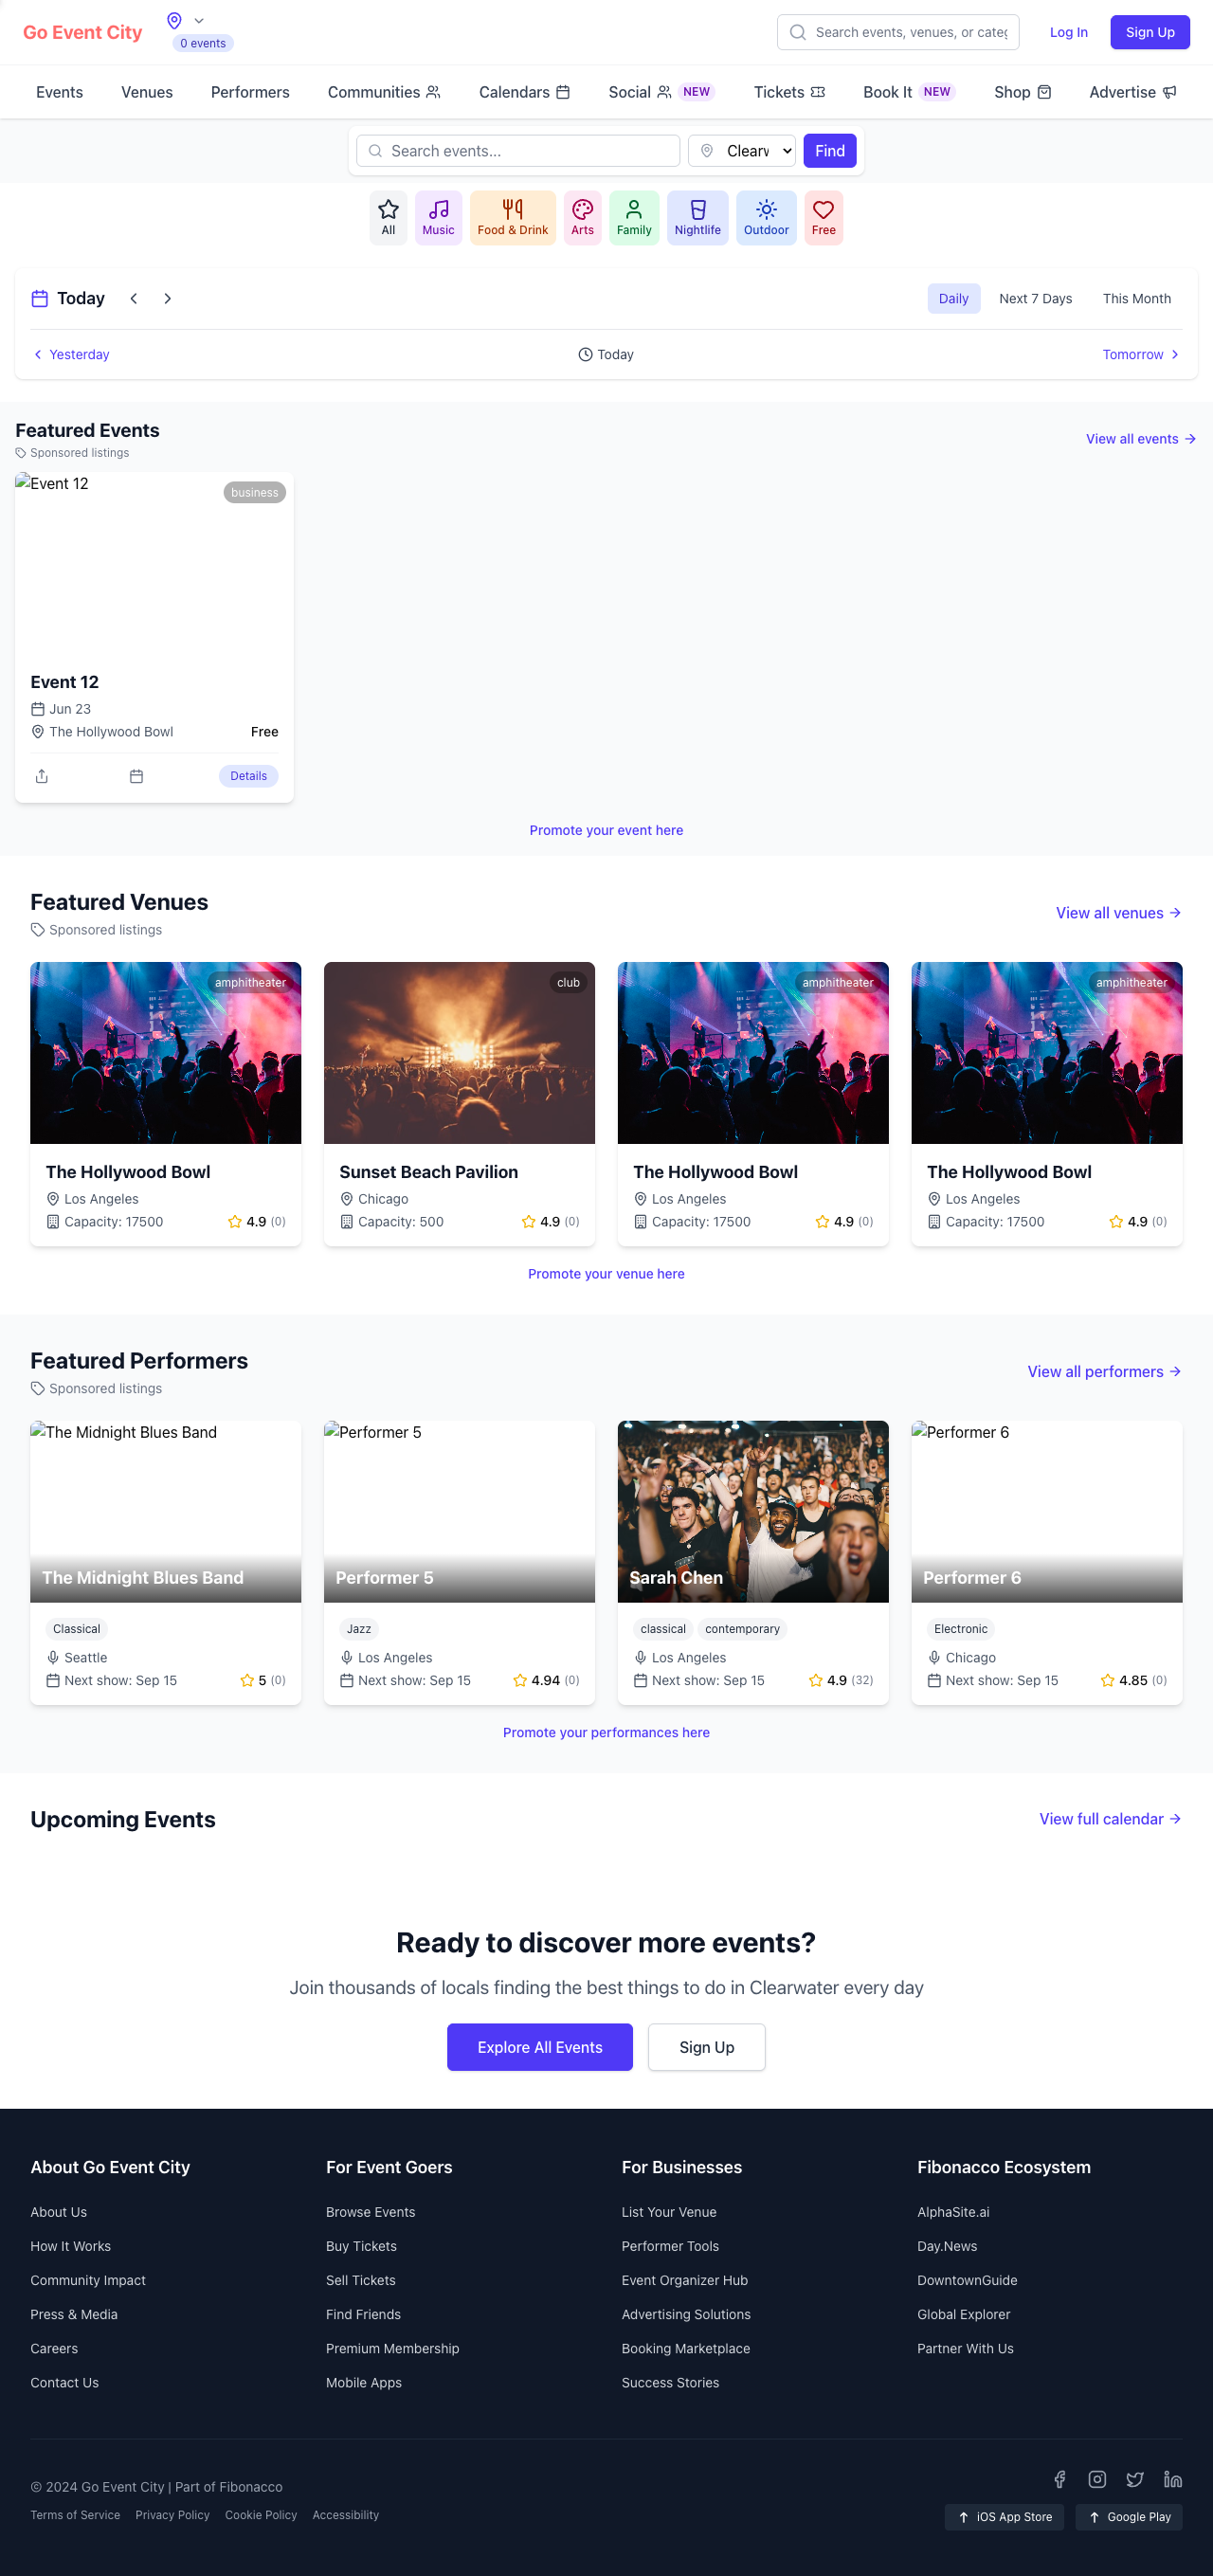 Go Event City
0 events
Search events, venues, or categ
Log In
Sign Up
Events Venues Performers Communities Calendars Social NEW Tickets Book It NEW Shop Advertise
Search events...
Clearw
Find
All Music Food & Drink Arts Family Nightlife Outdoor Free
Today
Daily Next 7 Days This Month
Yesterday Today Tomorrow
Featured Events
Sponsored listings
View all events
Event 12
business
Event 12
Jun 23
The Hollywood Bowl Free
Details
Promote your event here
Featured Venues
Sponsored listings
View all venues
amphitheater club amphitheater amphitheater
The Hollywood Bowl Sunset Beach Pavilion The Hollywood Bowl The Hollywood Bowl
Los Angeles Chicago Los Angeles Los Angeles
Capacity: 17500 4.9 (0) Capacity: 500 4.9 (0) Capacity: 17500 4.9 (0) Capacity: 17500 4.9 (0)
Promote your venue here
Featured Performers
Sponsored listings
View all performers
The Midnight Blues Band Performer 5 Performer 6
The Midnight Blues Band Performer 5 Sarah Chen Performer 6
Classical Jazz classical contemporary Electronic
Seattle Los Angeles Los Angeles Chicago
Next show: Sep 15 5 (0) Next show: Sep 15 4.94 (0) Next show: Sep 15 4.9 (32) Next show: Sep 15 4.85 (0)
Promote your performances here
Upcoming Events
View full calendar
Ready to discover more events?
Join thousands of locals finding the best things to do in Clearwater every day
Explore All Events Sign Up
About Go Event City For Event Goers For Businesses Fibonacco Ecosystem
About Us Browse Events List Your Venue AlphaSite.ai
How It Works Buy Tickets Performer Tools Day.News
Community Impact Sell Tickets Event Organizer Hub DowntownGuide
Press & Media Find Friends Advertising Solutions Global Explorer
Careers Premium Membership Booking Marketplace Partner With Us
Contact Us Mobile Apps Success Stories
© 2024 Go Event City | Part of Fibonacco
Terms of Service Privacy Policy Cookie Policy Accessibility
iOS App Store Google Play